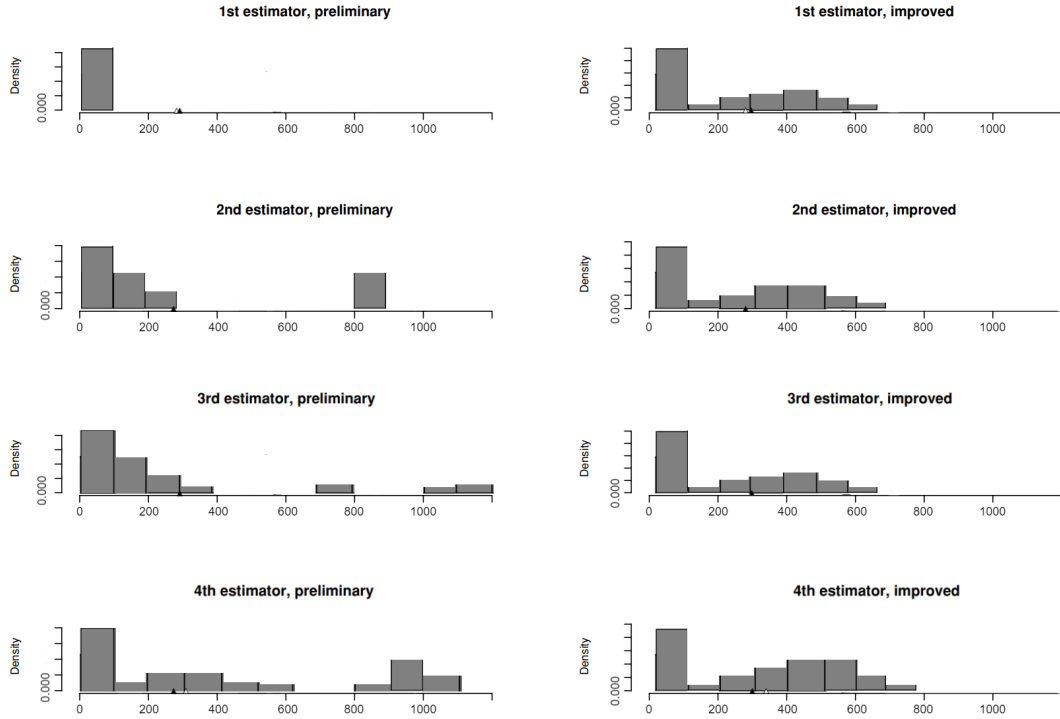 1st estimator, preliminary
Density
0.000
0 200 400 600 800 1000
1st estimator, improved
Density
0.000
0 200 400 600 800 1000
2nd estimator, preliminary
Density
0.000
0 200 400 600 800 1000
2nd estimator, improved
Density
0.000
0 200 400 600 800 1000
3rd estimator, preliminary
Density
0.000
0 200 400 600 800 1000
3rd estimator, improved
Density
0.000
0 200 400 600 800 1000
4th estimator, preliminary
Density
0.000
0 200 400 600 800 1000
4th estimator, improved
Density
0.000
0 200 400 600 800 1000